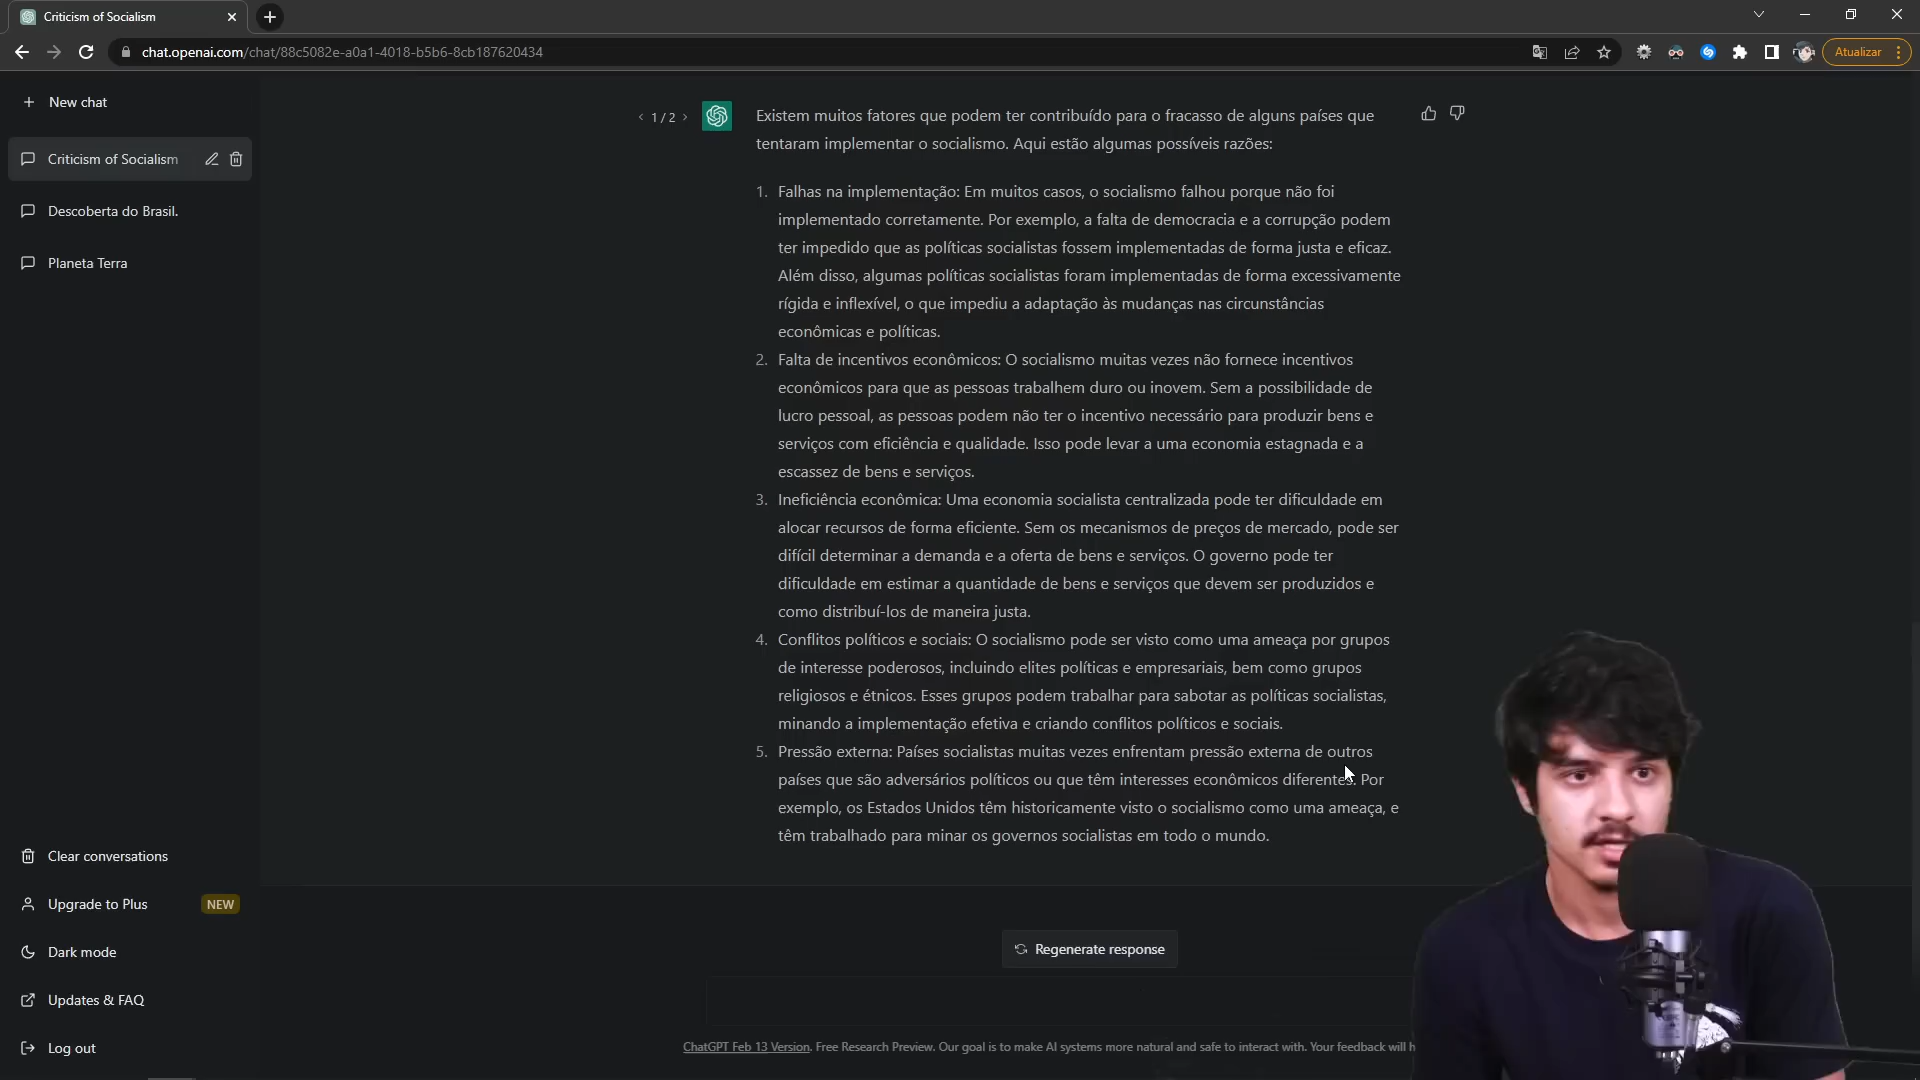 Criticism of Socialism
chat.openai.com/chat/88c5082e-a0a1-4018-b5b6-8cb187620434
Atualizar
New chat
Criticism of Socialism
Descoberta do Brasil.
Planeta Terra
1 / 2
Existem muitos fatores que podem ter contribuído para o fracasso de alguns países que
tentaram implementar o socialismo. Aqui estão algumas possíveis razões:
1. Falhas na implementação: Em muitos casos, o socialismo falhou porque não foi
implementado corretamente. Por exemplo, a falta de democracia e a corrupção podem
ter impedido que as políticas socialistas fossem implementadas de forma justa e eficaz.
Além disso, algumas políticas socialistas foram implementadas de forma excessivamente
rígida e inflexível, o que impediu a adaptação às mudanças nas circunstâncias
econômicas e políticas.
2. Falta de incentivos econômicos: O socialismo muitas vezes não fornece incentivos
econômicos para que as pessoas trabalhem duro ou inovem. Sem a possibilidade de
lucro pessoal, as pessoas podem não ter o incentivo necessário para produzir bens e
serviços com eficiência e qualidade. Isso pode levar a uma economia estagnada e a
escassez de bens e serviços.
3. Ineficiência econômica: Uma economia socialista centralizada pode ter dificuldade em
alocar recursos de forma eficiente. Sem os mecanismos de preços de mercado, pode ser
difícil determinar a demanda e a oferta de bens e serviços. O governo pode ter
dificuldade em estimar a quantidade de bens e serviços que devem ser produzidos e
como distribuí-los de maneira justa.
4. Conflitos políticos e sociais: O socialismo pode ser visto como uma ameaça por grupos
de interesse poderosos, incluindo elites políticas e empresariais, bem como grupos
religiosos e étnicos. Esses grupos podem trabalhar para sabotar as políticas socialistas,
minando a implementação efetiva e criando conflitos políticos e sociais.
5. Pressão externa: Países socialistas muitas vezes enfrentam pressão externa de outros
países que são adversários políticos ou que têm interesses econômicos diferentes. Por
exemplo, os Estados Unidos têm historicamente visto o socialismo como uma ameaça, e
têm trabalhado para minar os governos socialistas em todo o mundo.
Clear conversations
Upgrade to Plus NEW
Dark mode
Updates & FAQ
Log out
Regenerate response
ChatGPT Feb 13 Version. Free Research Preview. Our goal is to make AI systems more natural and safe to interact with. Your feedback will h